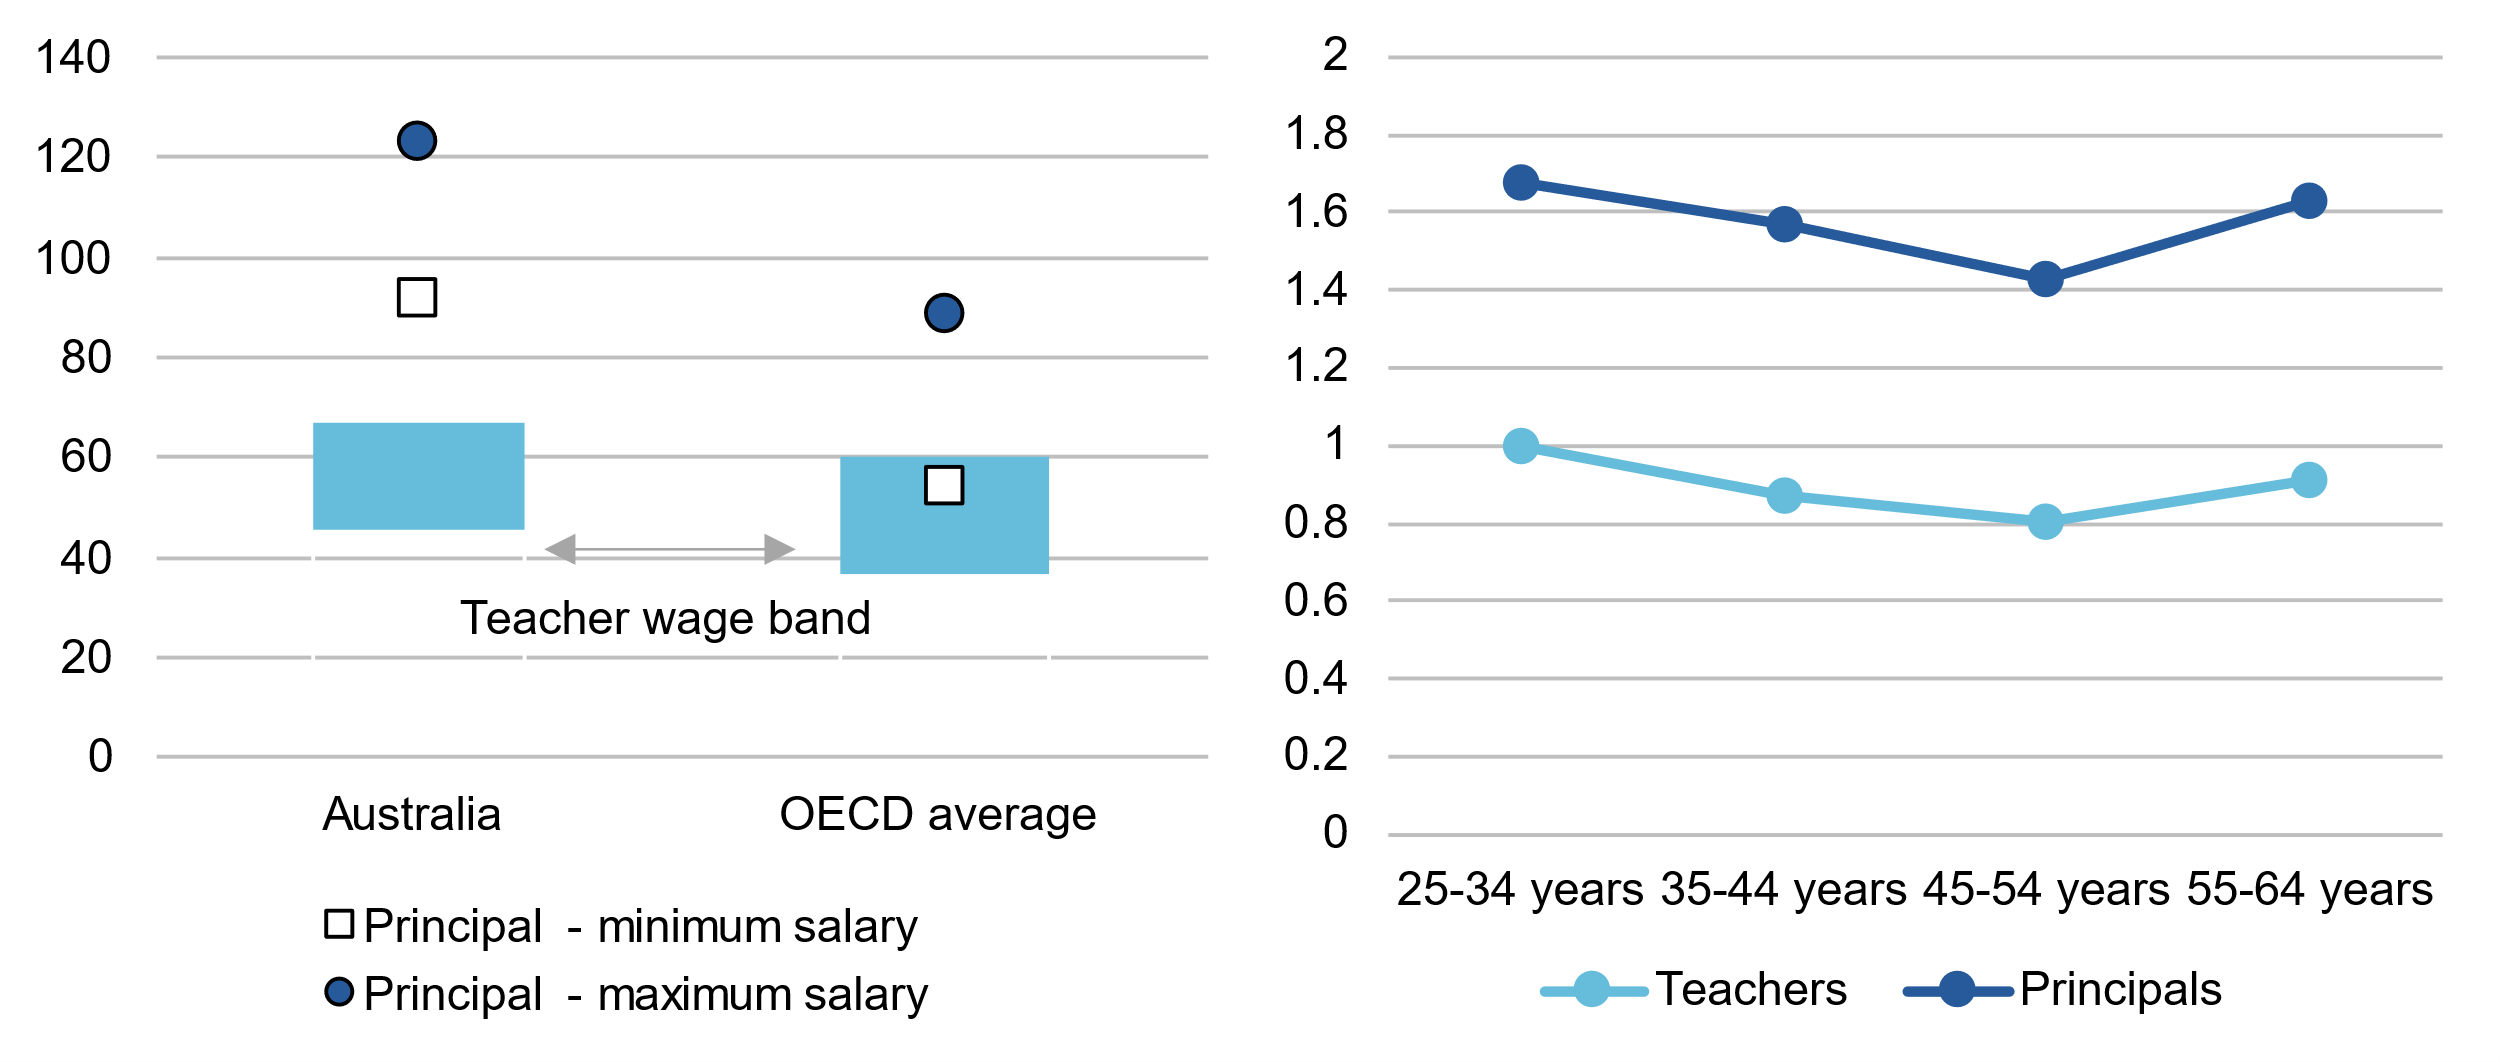 140
120
100
80
60
40
20
0
Teacher wage band
Australia
OECD average
Principal - minimum salary
Principal - maximum salary
2
1.8
1.6
1.4
1.2
1
0.8
0.6
0.4
0.2
0
25-34 years 35-44 years 45-54 years 55-64 years
Teachers
Principals